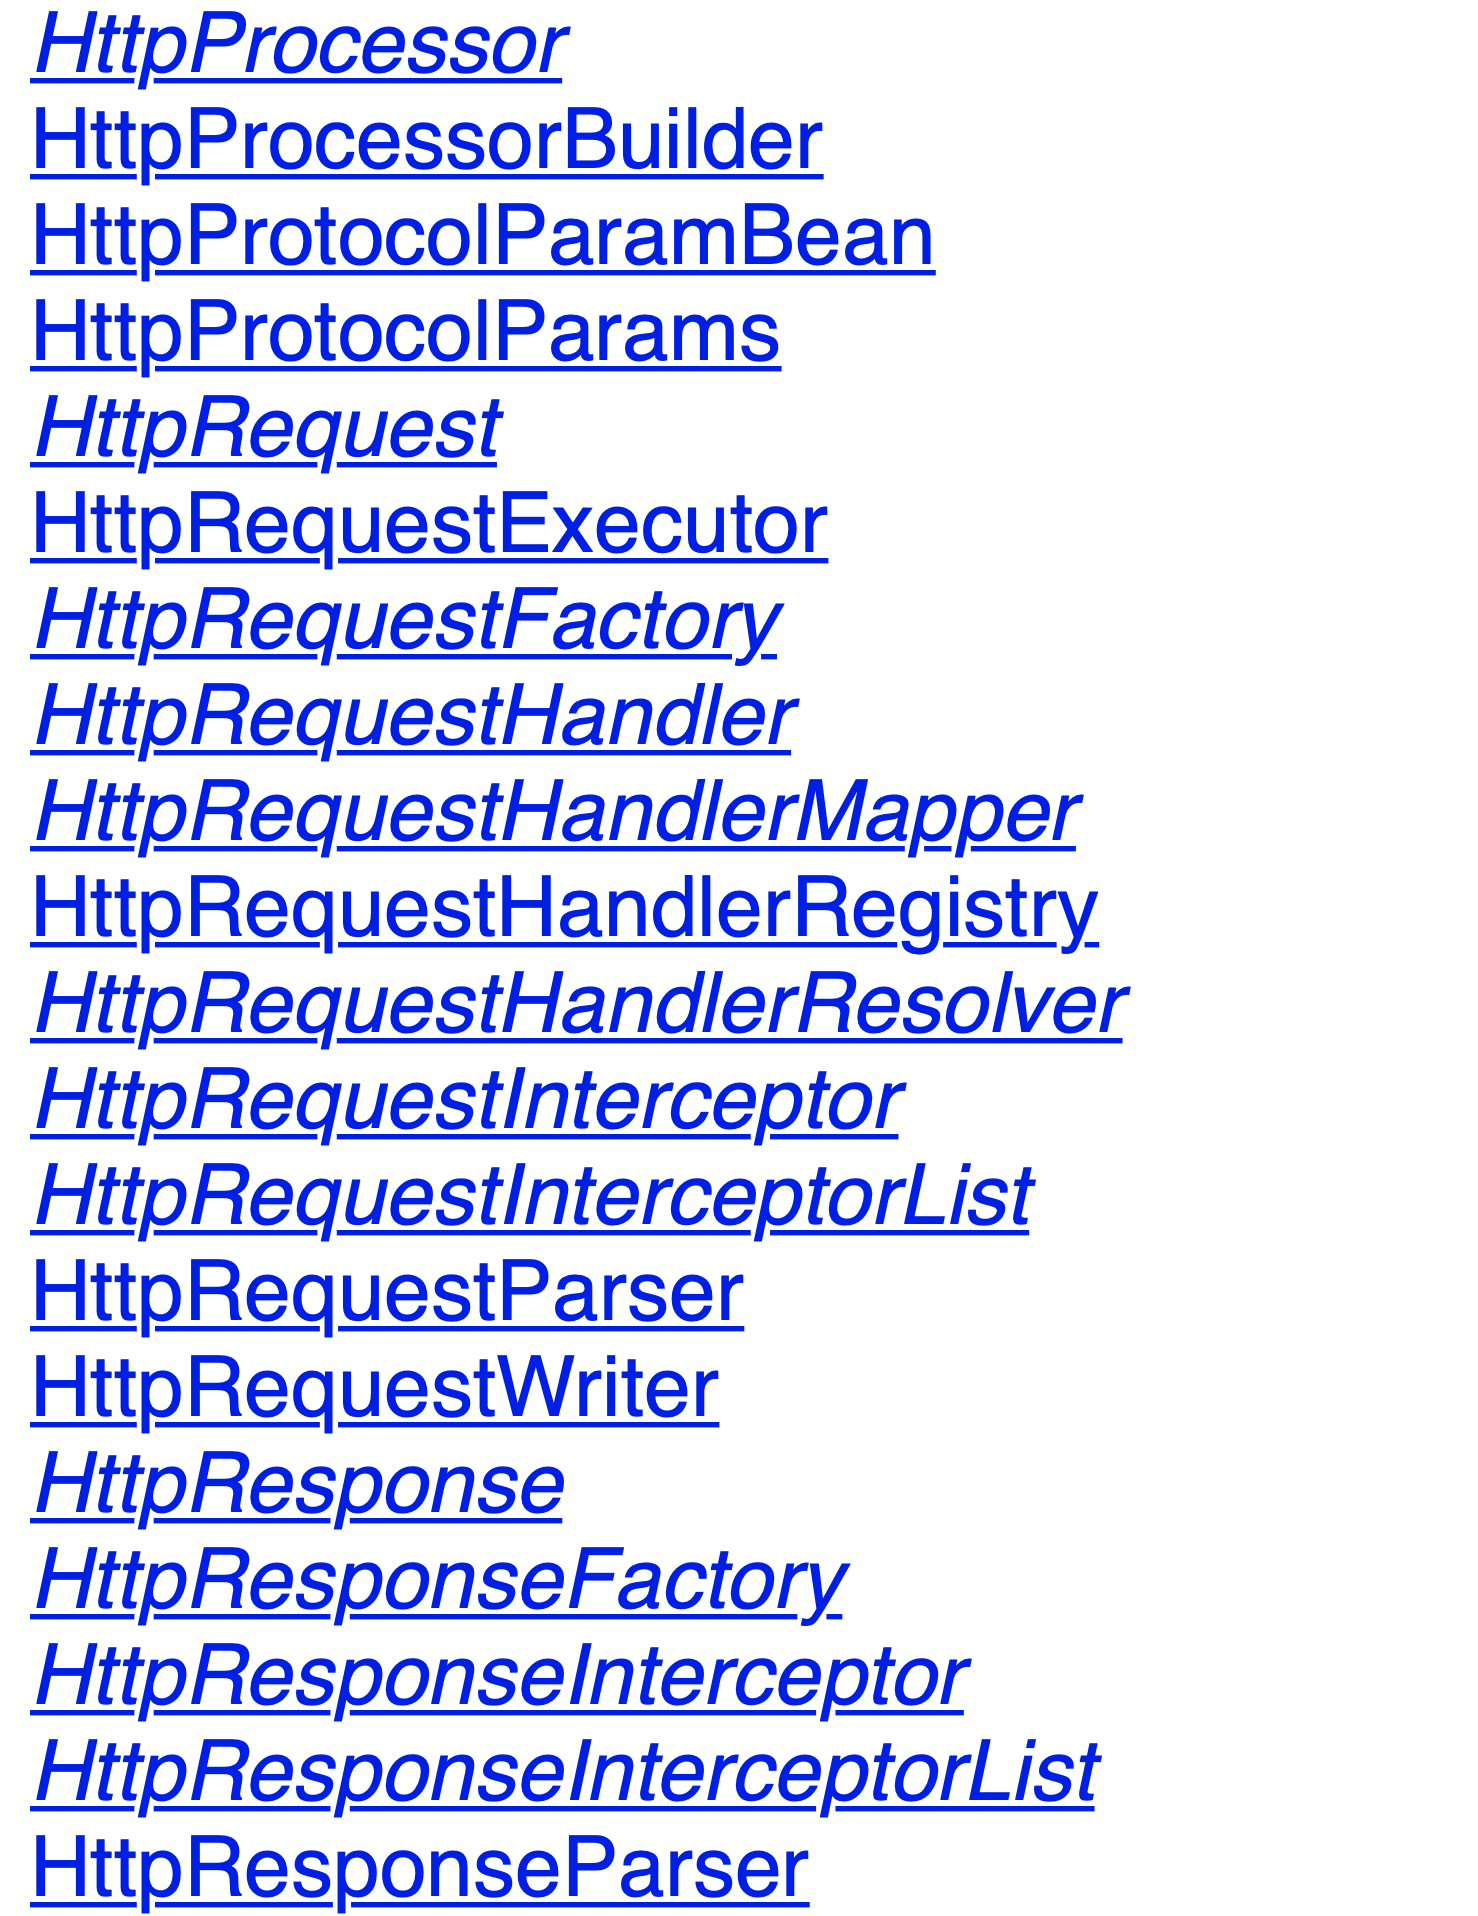 HttpProcessor
HttpProcessorBuilder
HttpProtocolParamBean
HttpProtocolParams
HttpRequest
HttpRequestExecutor
HttpRequestFactory
HttpRequestHandler
HttpRequestHandlerMapper
HttpRequestHandlerRegistry
HttpRequestHandlerResolver
HttpRequestInterceptor
HttpRequestInterceptorList
HttpRequestParser
HttpRequestWriter
HttpResponse
HttpResponseFactory
HttpResponseInterceptor
HttpResponseInterceptorList
HttpResponseParser